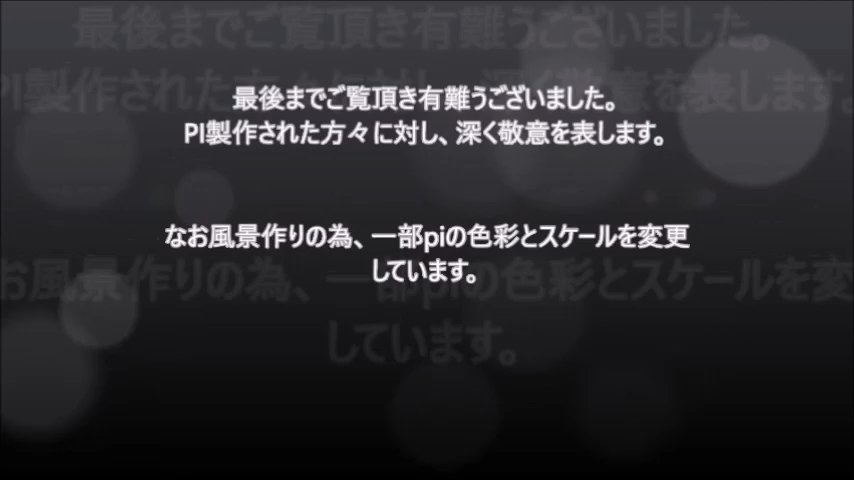 最後までご覧頂き有難うございました。
PI製作された方々に対し、深く敬意を表します。
なお風景作りの為、一部piの色彩とスケールを変更
しています。